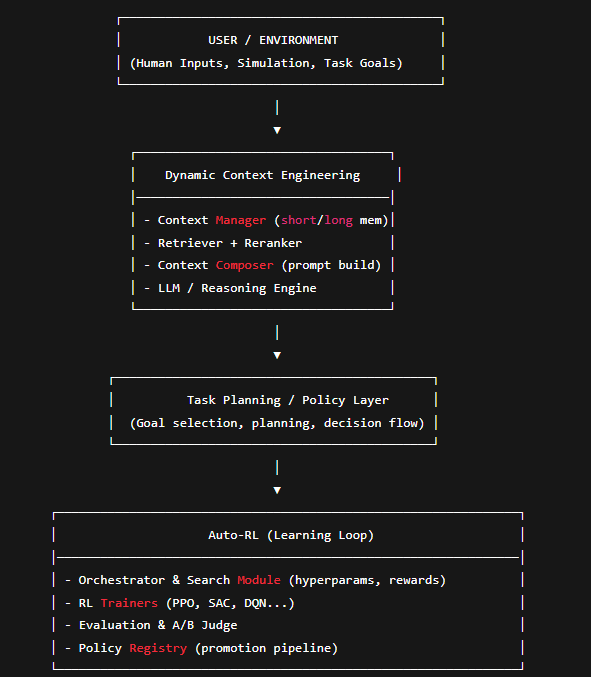 USER / ENVIRONMENT
(Human Inputs, Simulation, Task Goals)
Dynamic Context Engineering
- Context Manager (short/long mem)
- Retriever + Reranker
- Context Composer (prompt build)
- LLM / Reasoning Engine
Task Planning / Policy Layer
(Goal selection, planning, decision flow)
Auto-RL (Learning Loop)
- Orchestrator & Search Module (hyperparams, rewards)
- RL Trainers (PPO, SAC, DQN...)
- Evaluation & A/B Judge
- Policy Registry (promotion pipeline)